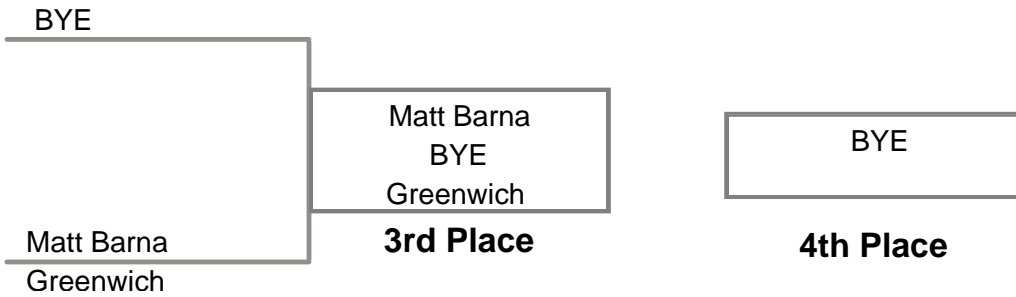 BYE
Matt Barna
BYE
Greenwich
3rd Place
BYE
4th Place
Matt Barna
Greenwich